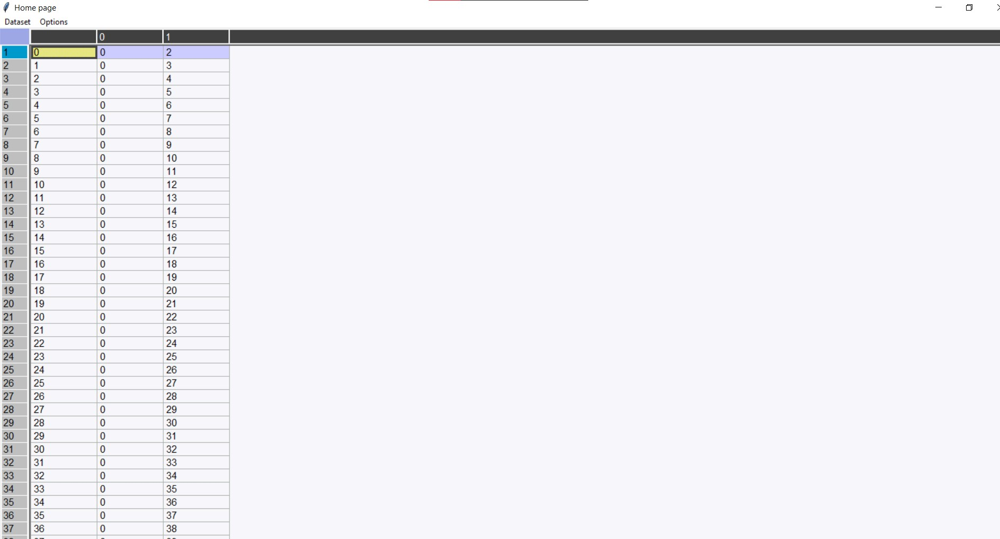 Home page
Dataset Options
0 1
1 0 0 2
2 1 0 3
3 2 0 4
4 3 0 5
5 4 0 6
6 5 0 7
7 6 0 8
8 7 0 9
9 8 0 10
10 9 0 11
11 10 0 12
12 11 0 13
13 12 0 14
14 13 0 15
15 14 0 16
16 15 0 17
17 16 0 18
18 17 0 19
19 18 0 20
20 19 0 21
21 20 0 22
22 21 0 23
23 22 0 24
24 23 0 25
25 24 0 26
26 25 0 27
27 26 0 28
28 27 0 29
29 28 0 30
30 29 0 31
31 30 0 32
32 31 0 33
33 32 0 34
34 33 0 35
35 34 0 36
36 35 0 37
37 36 0 38